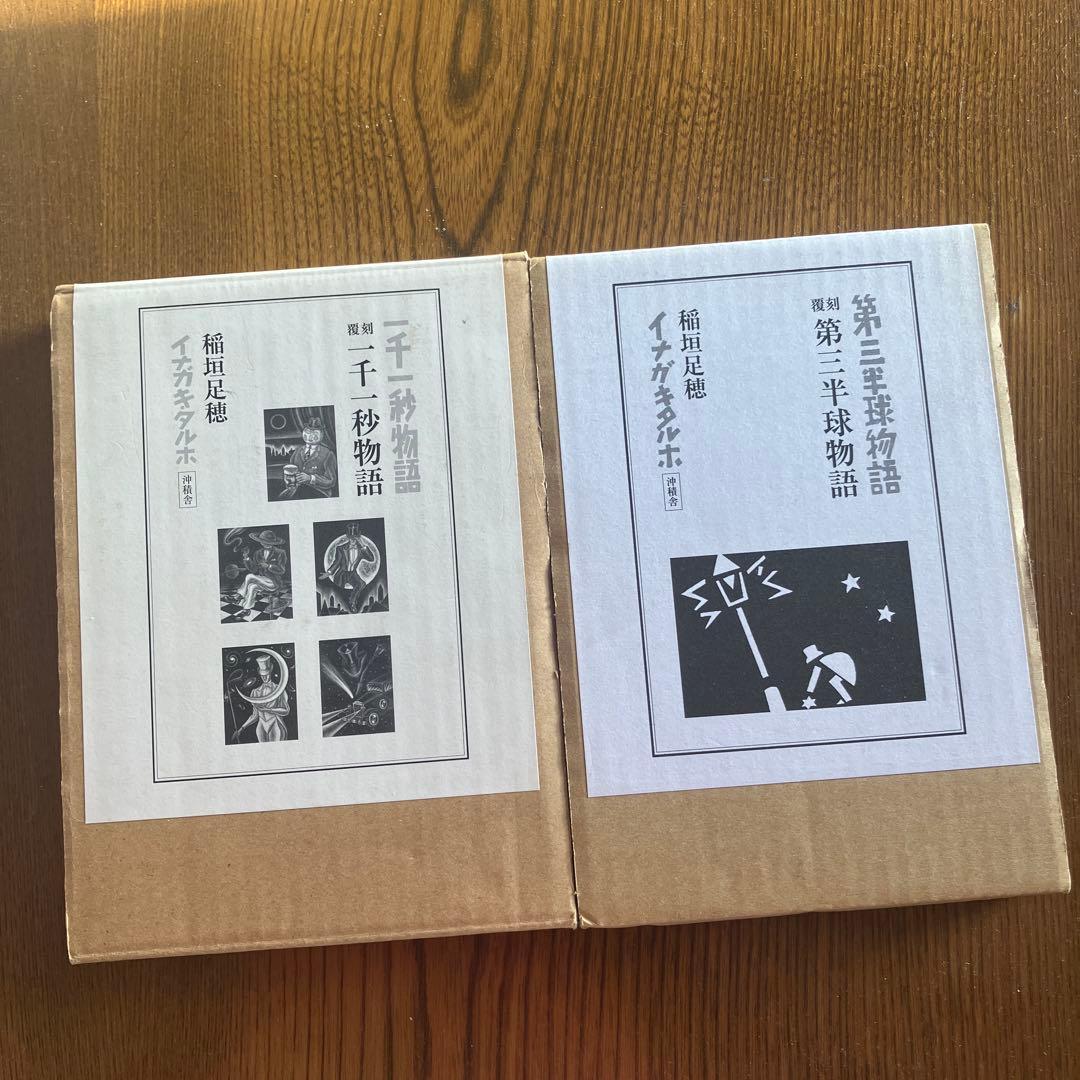 一千一秒物語
覆刻 一千一秒物語
稲垣足穂
イナガキタルホ
沖積舎
第三半球物語
覆刻 第三半球物語
稲垣足穂
イナガキタルホ
沖積舎